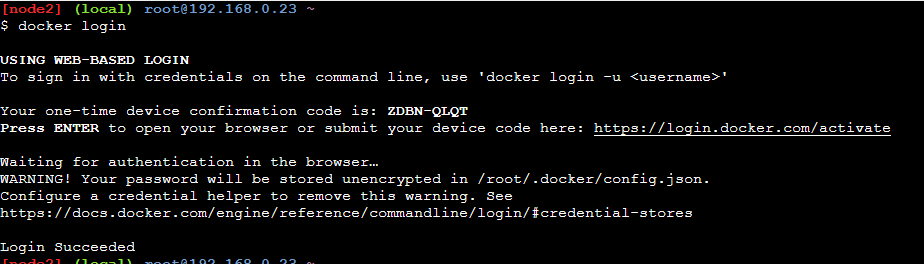 [node2] (local) root@192.168.0.23 ~
$ docker login
USING WEB-BASED LOGIN
To sign in with credentials on the command line, use 'docker login -u <username>'
Your one-time device confirmation code is: ZDBN-QLQT
Press ENTER to open your browser or submit your device code here: https://login.docker.com/activate
Waiting for authentication in the browser…
WARNING! Your password will be stored unencrypted in /root/.docker/config.json.
Configure a credential helper to remove this warning. See
https://docs.docker.com/engine/reference/commandline/login/#credential-stores
Login Succeeded
[node2] (local) root@192.168.0.23 ~